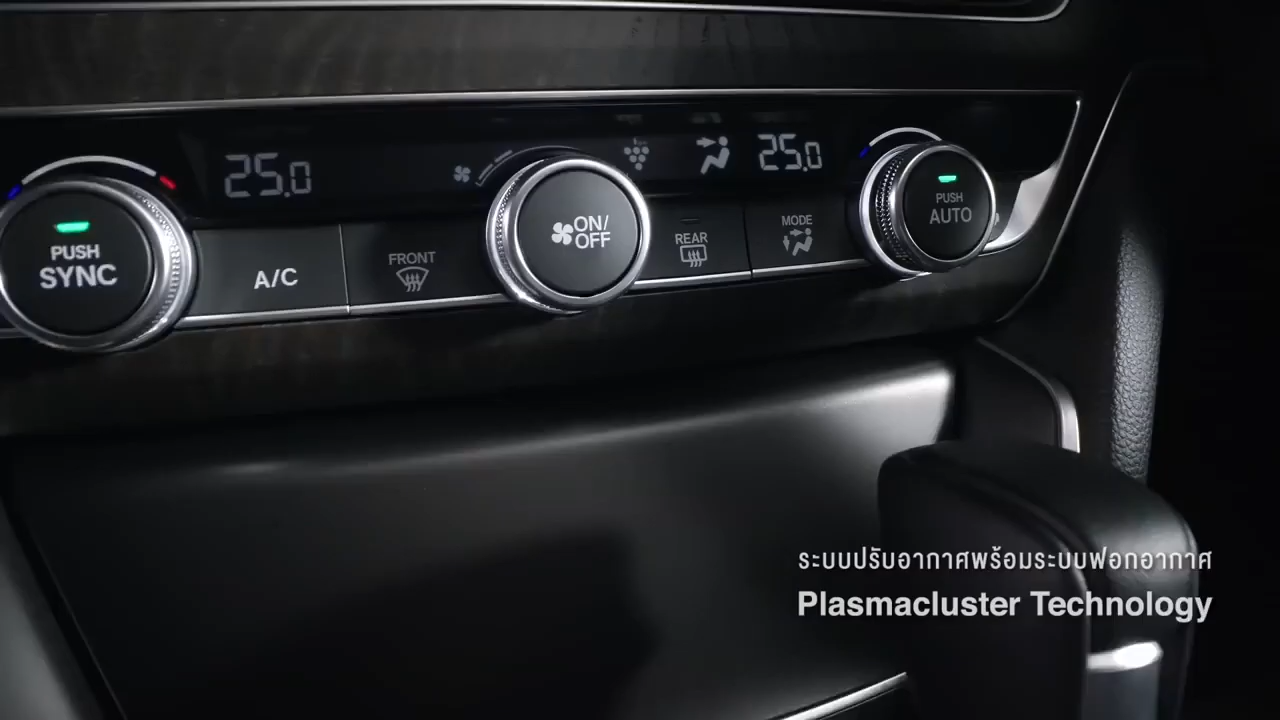 25.0
25.0
PUSH
SYNC
A/C
FRONT
ON/
OFF
REAR
MODE
PUSH
AUTO
ระบบปรับอากาศพร้อมระบบฟอกอากาศ
Plasmacluster Technology